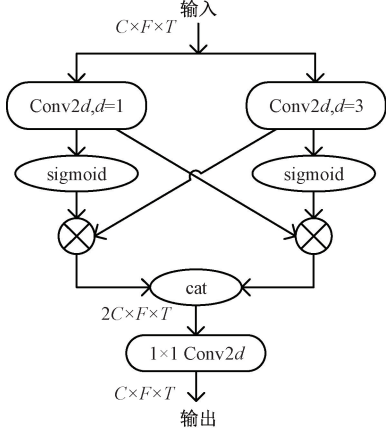 输入
C×F×T
Conv2d,d=1
Conv2d,d=3
sigmoid
sigmoid
cat
2C×F×T
1×1 Conv2d
C×F×T
输出